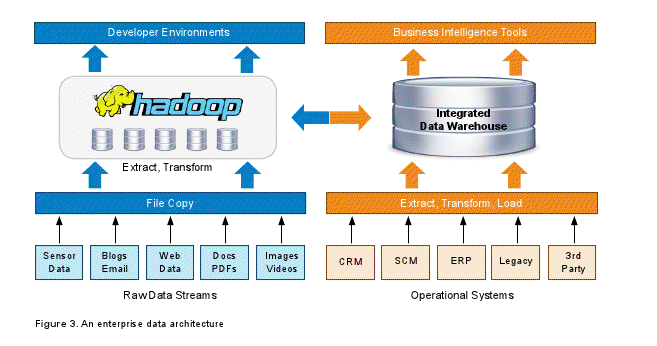 Developer Environments
Business Intelligence Tools
hadoop
Integrated
Data Warehouse
Extract, Transform
File Copy
Extract, Transform, Load
Sensor
Data
Blogs
Email
Web
Data
Docs
PDFs
Images
Videos
CRM
SCM
ERP
Legacy
3rd
Party
Raw Data Streams
Operational Systems
Figure 3. An enterprise data architecture